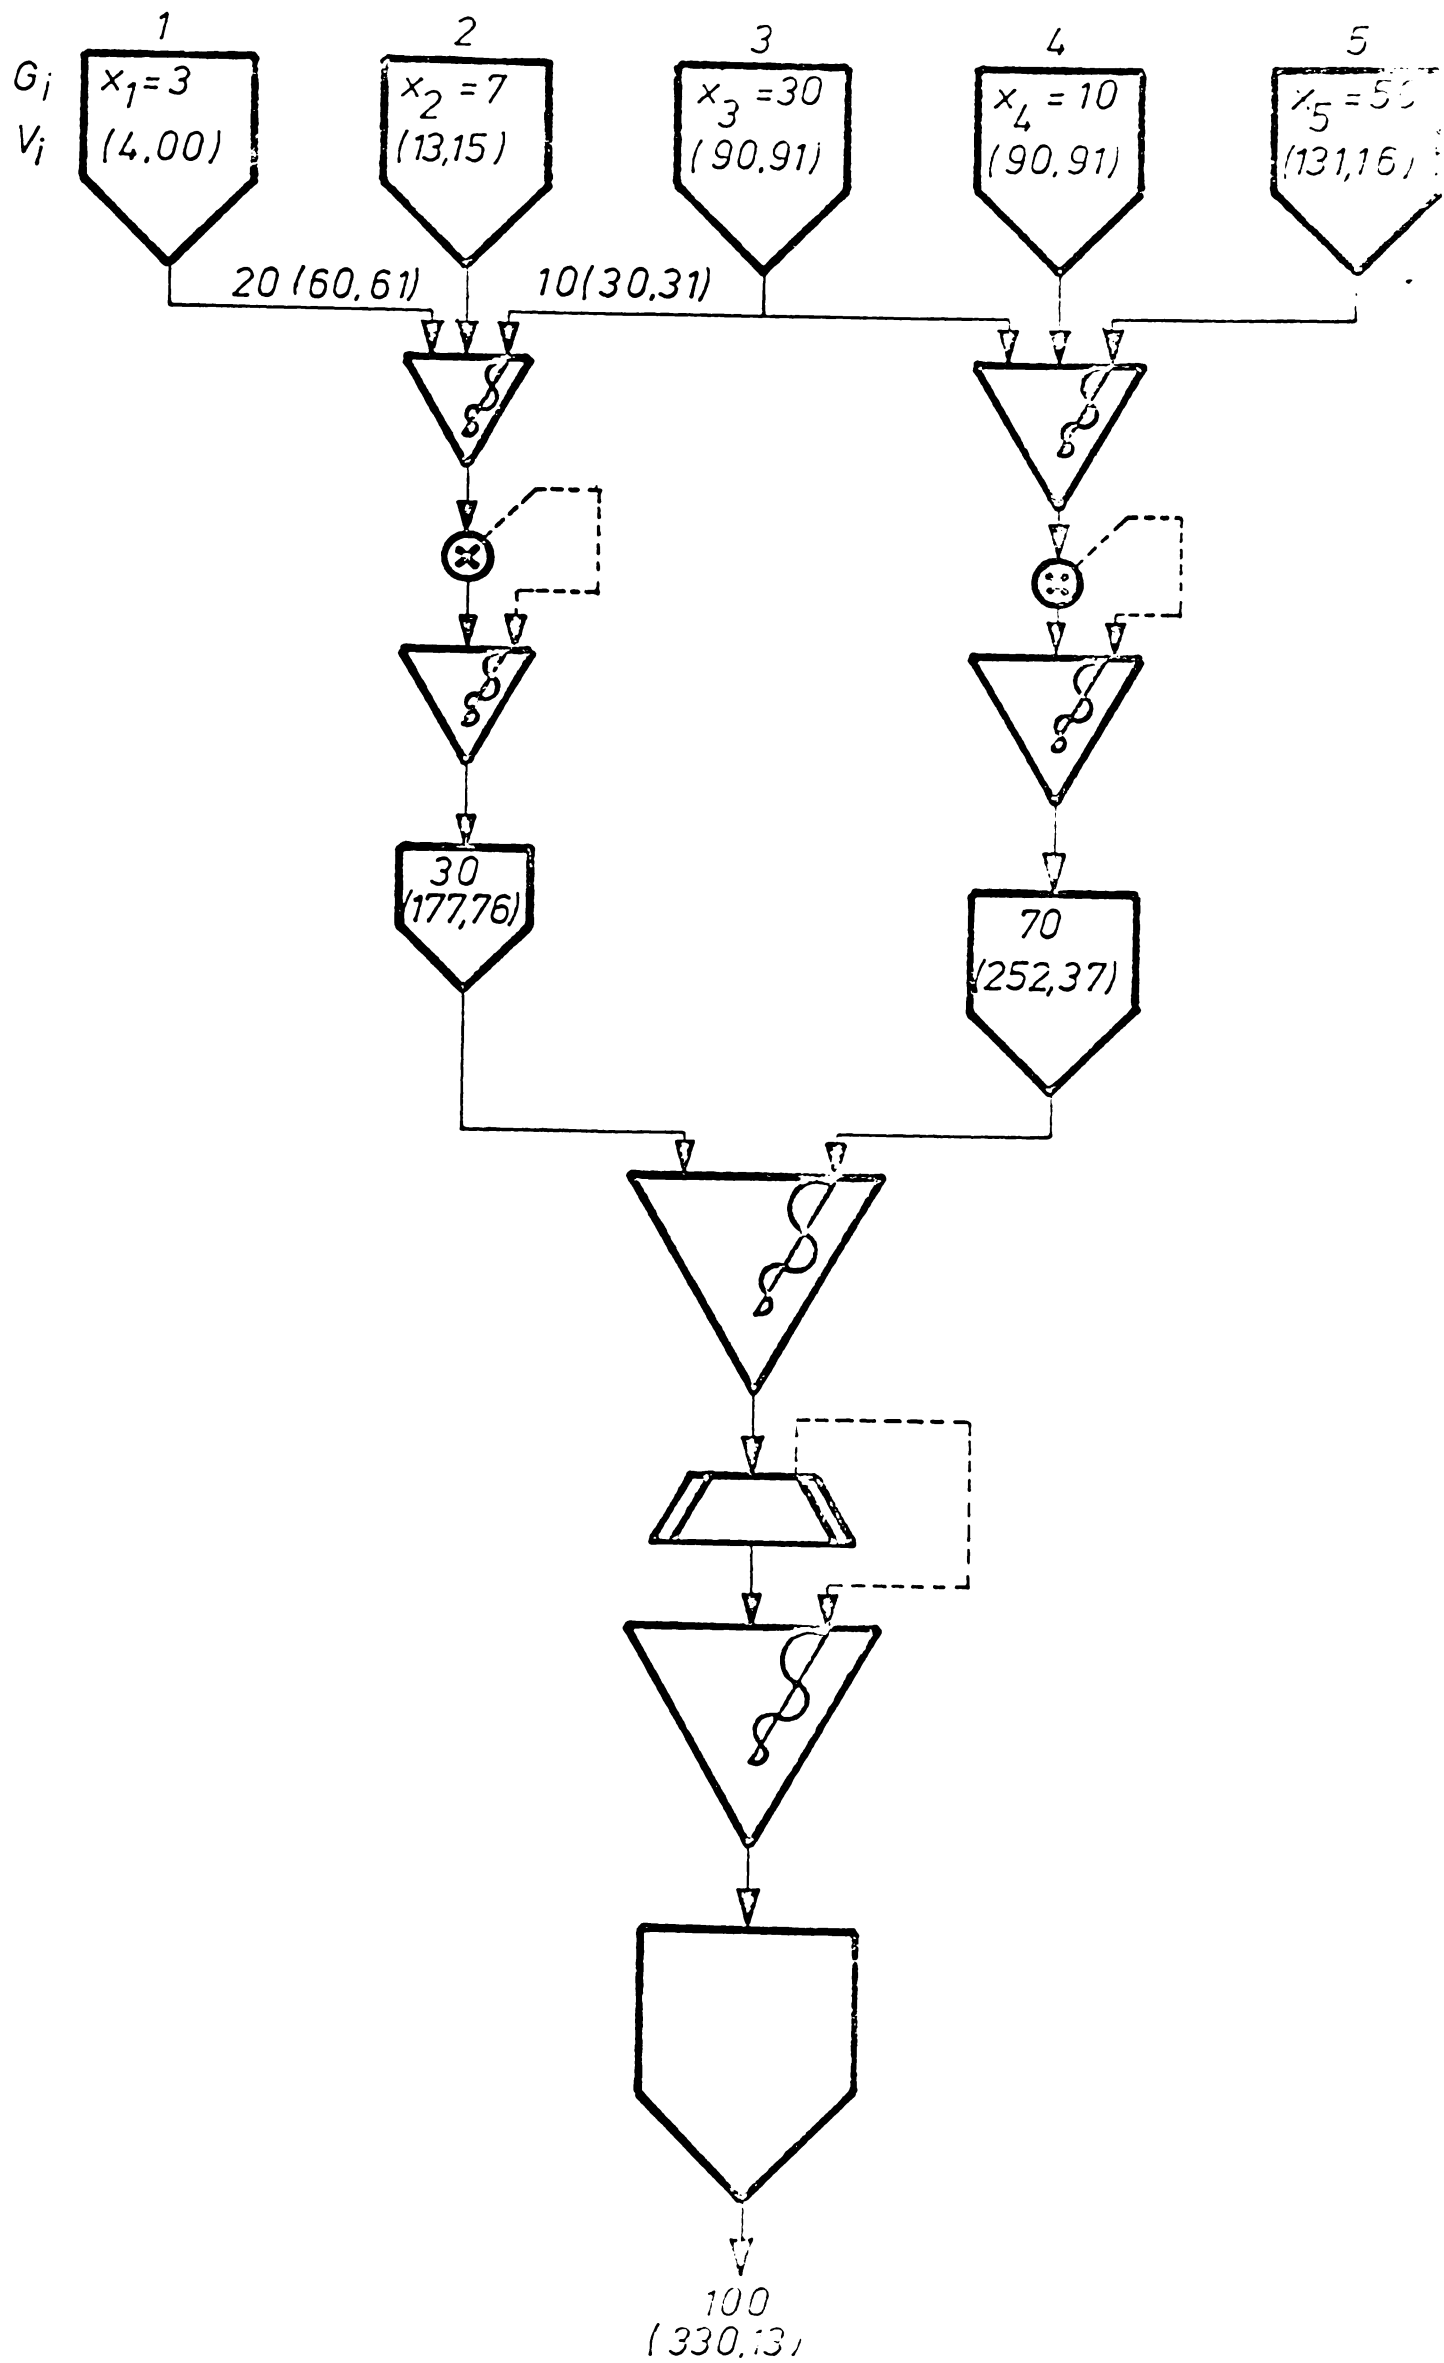 1 2 3 4 5
Gi x1=3 x2=7 x3=30 x4=10
Vi (4,00) (13,15) (90,91) (90,91) (131,16)
20 (60,61) 10(30,31)
30
(177,76)
70
(252,37)
100
(330,13)